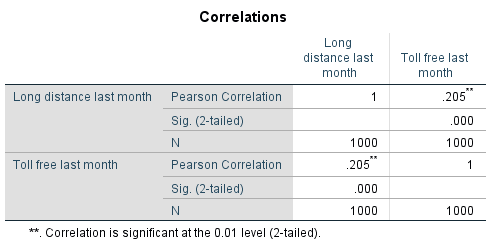 Correlations
Long distance last month
Toll free last month
Long distance last month Pearson Correlation 1 .205**
Sig. (2-tailed) .000
N 1000 1000
Toll free last month Pearson Correlation .205** 1
Sig. (2-tailed) .000
N 1000 1000
**. Correlation is significant at the 0.01 level (2-tailed).